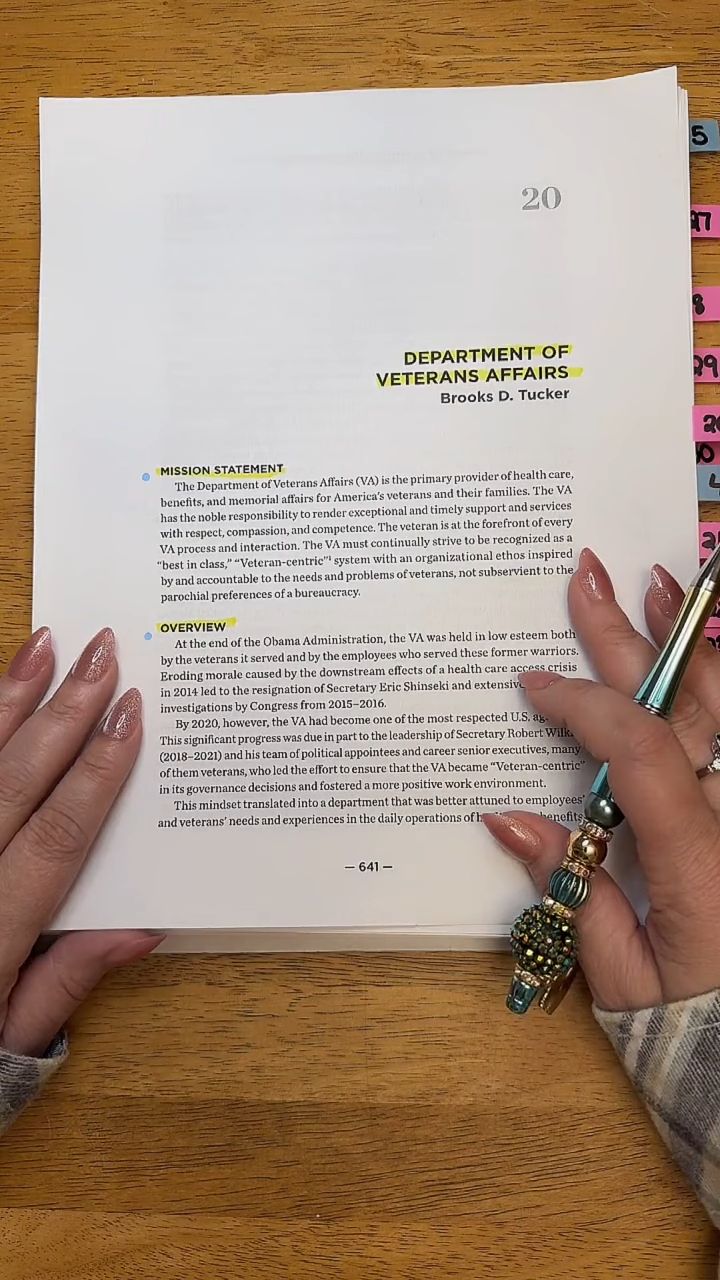 20
DEPARTMENT OF
VETERANS AFFAIRS
Brooks D. Tucker
MISSION STATEMENT
The Department of Veterans Affairs (VA) is the primary provider of health care,
benefits, and memorial affairs for America's veterans and their families. The VA
has the noble responsibility to render exceptional and timely support and services
with respect, compassion, and competence. The veteran is at the forefront of every
VA process and interaction. The VA must continually strive to be recognized as a
"best in class," "Veteran-centric"¹ system with an organizational ethos inspired
by and accountable to the needs and problems of veterans, not subservient to the
parochial preferences of a bureaucracy.
OVERVIEW
At the end of the Obama Administration, the VA was held in low esteem both
by the veterans it served and by the employees who served these former warriors.
Eroding morale caused by the downstream effects of a health care access crisis
in 2014 led to the resignation of Secretary Eric Shinseki and extensive
investigations by Congress from 2015–2016.
By 2020, however, the VA had become one of the most respected U.S.
This significant progress was due in part to the leadership of Secretary Robert
(2018–2021) and his team of political appointees and career senior executives, many
of them veterans, who led the effort to ensure that the VA became "Veteran-centric"
in its governance decisions and fostered a more positive work environment.
This mindset translated into a department that was better attuned to employees'
and veterans' needs and experiences in the daily operations of benefits
— 641 —
5
27
8
29